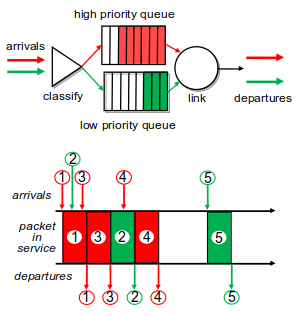 high priority queue
arrivals
classify
link
departures
low priority queue
2
1 3 4 5
arrivals
packet
in
service
1 3 2 4 5
departures
1 3 2 4 5